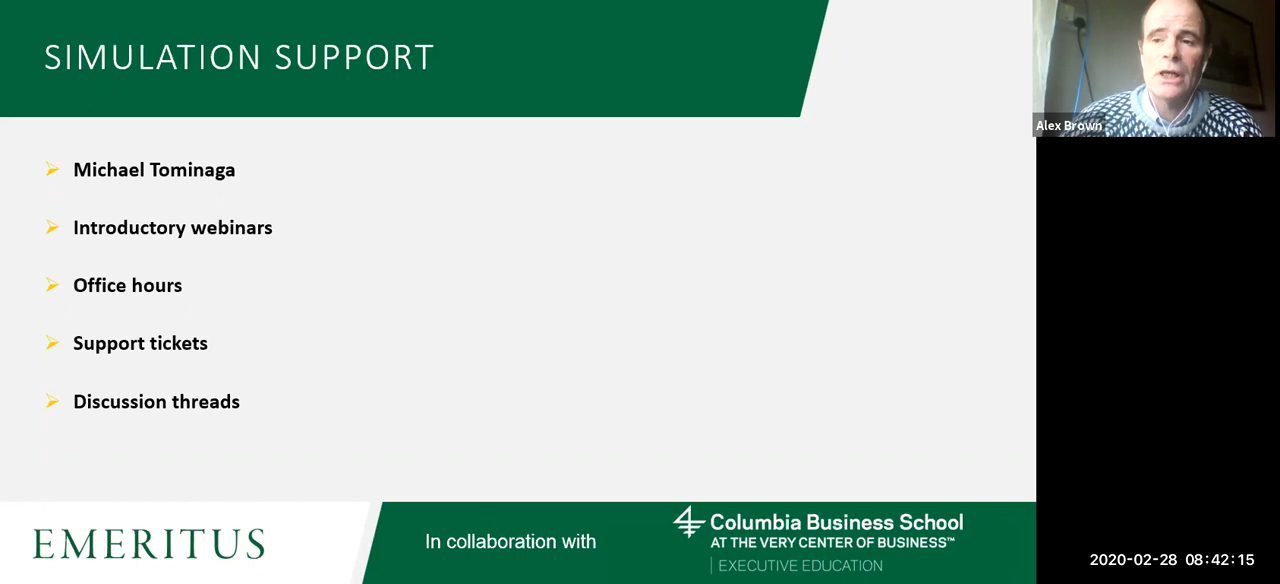 SIMULATION SUPPORT
Alex Brown
Michael Tominaga
Introductory webinars
Office hours
Support tickets
Discussion threads
EMERITUS
In collaboration with
Columbia Business School
AT THE VERY CENTER OF BUSINESS™
EXECUTIVE EDUCATION
2020-02-28 08:42:15